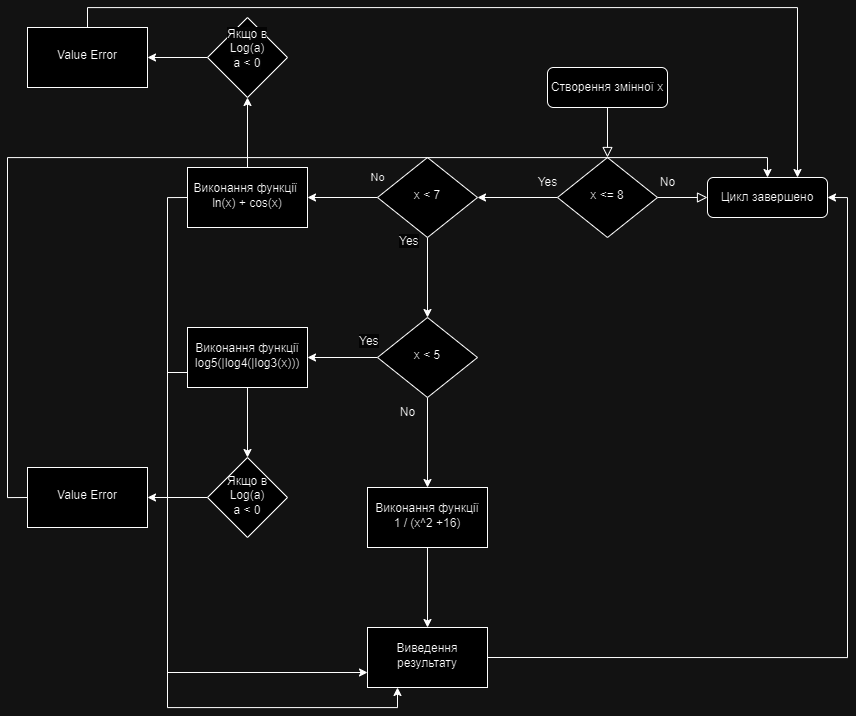 Якщо в
Log(a)
a < 0
Value Error
Створення змінної x
No
Yes
No
Виконання функції
ln(x) + cos(x)
x < 7
x <= 8
Цикл завершено
Yes
Yes
Виконання функції
log5(|log4(|log3(x)))
x < 5
No
Якщо в
Log(a)
a < 0
Value Error
Виконання функції
1 / (x^2 +16)
Виведення
результату